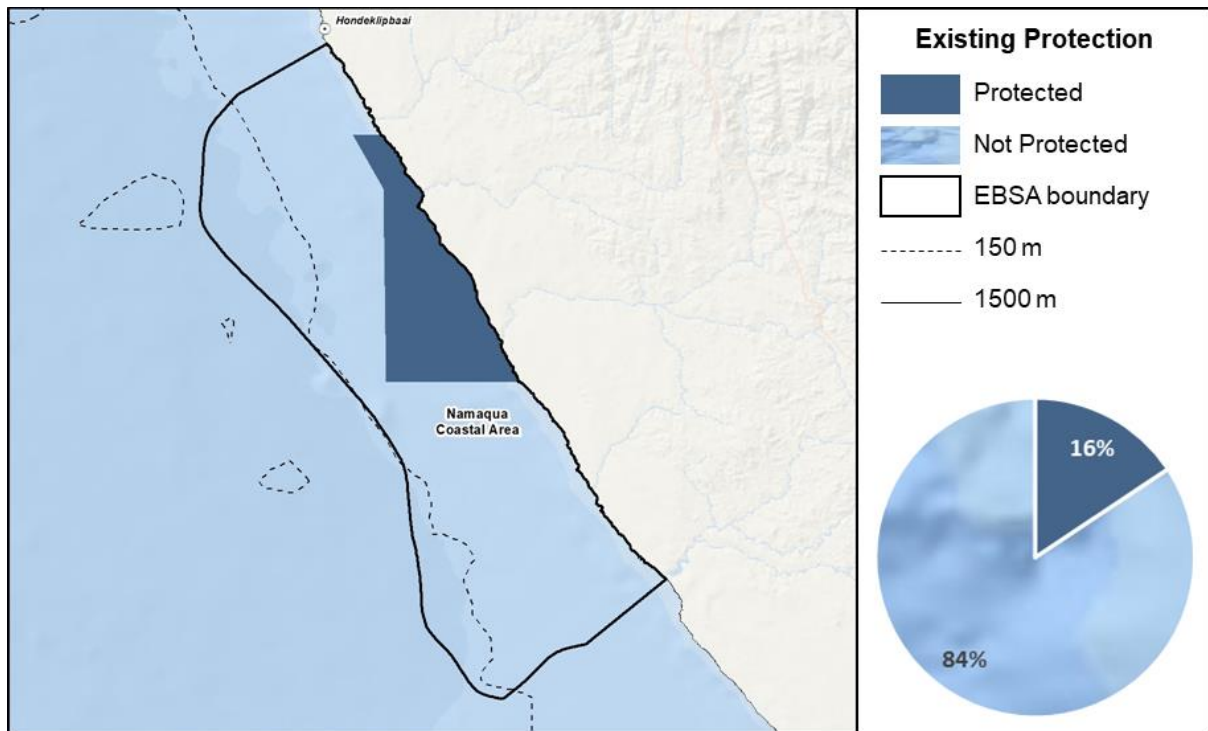 Hondeklipbaai
Namaqua
Coastal Area
Existing Protection
Protected
Not Protected
EBSA boundary
150 m
1500 m
16%
84%